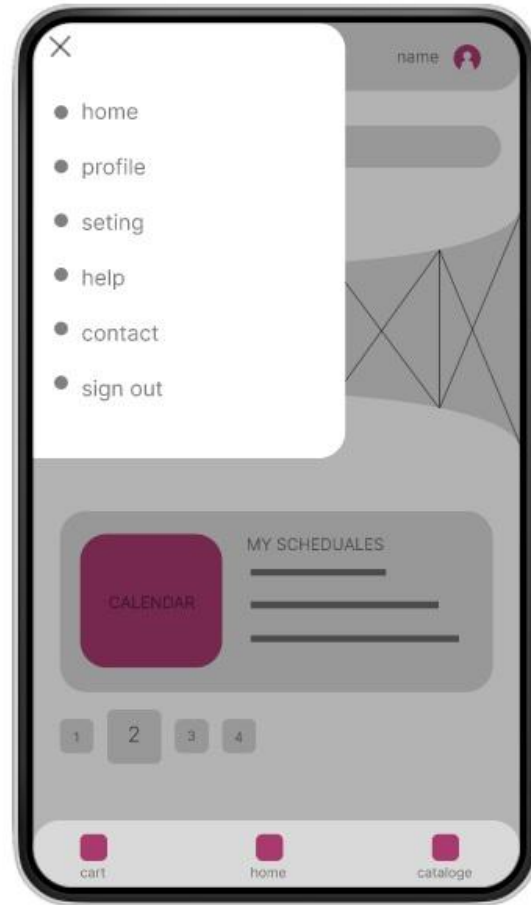 name
home
profile
seting
help
contact
sign out
MY SCHEDUALES
CALENDAR
1 2 3 4
cart home cataloge